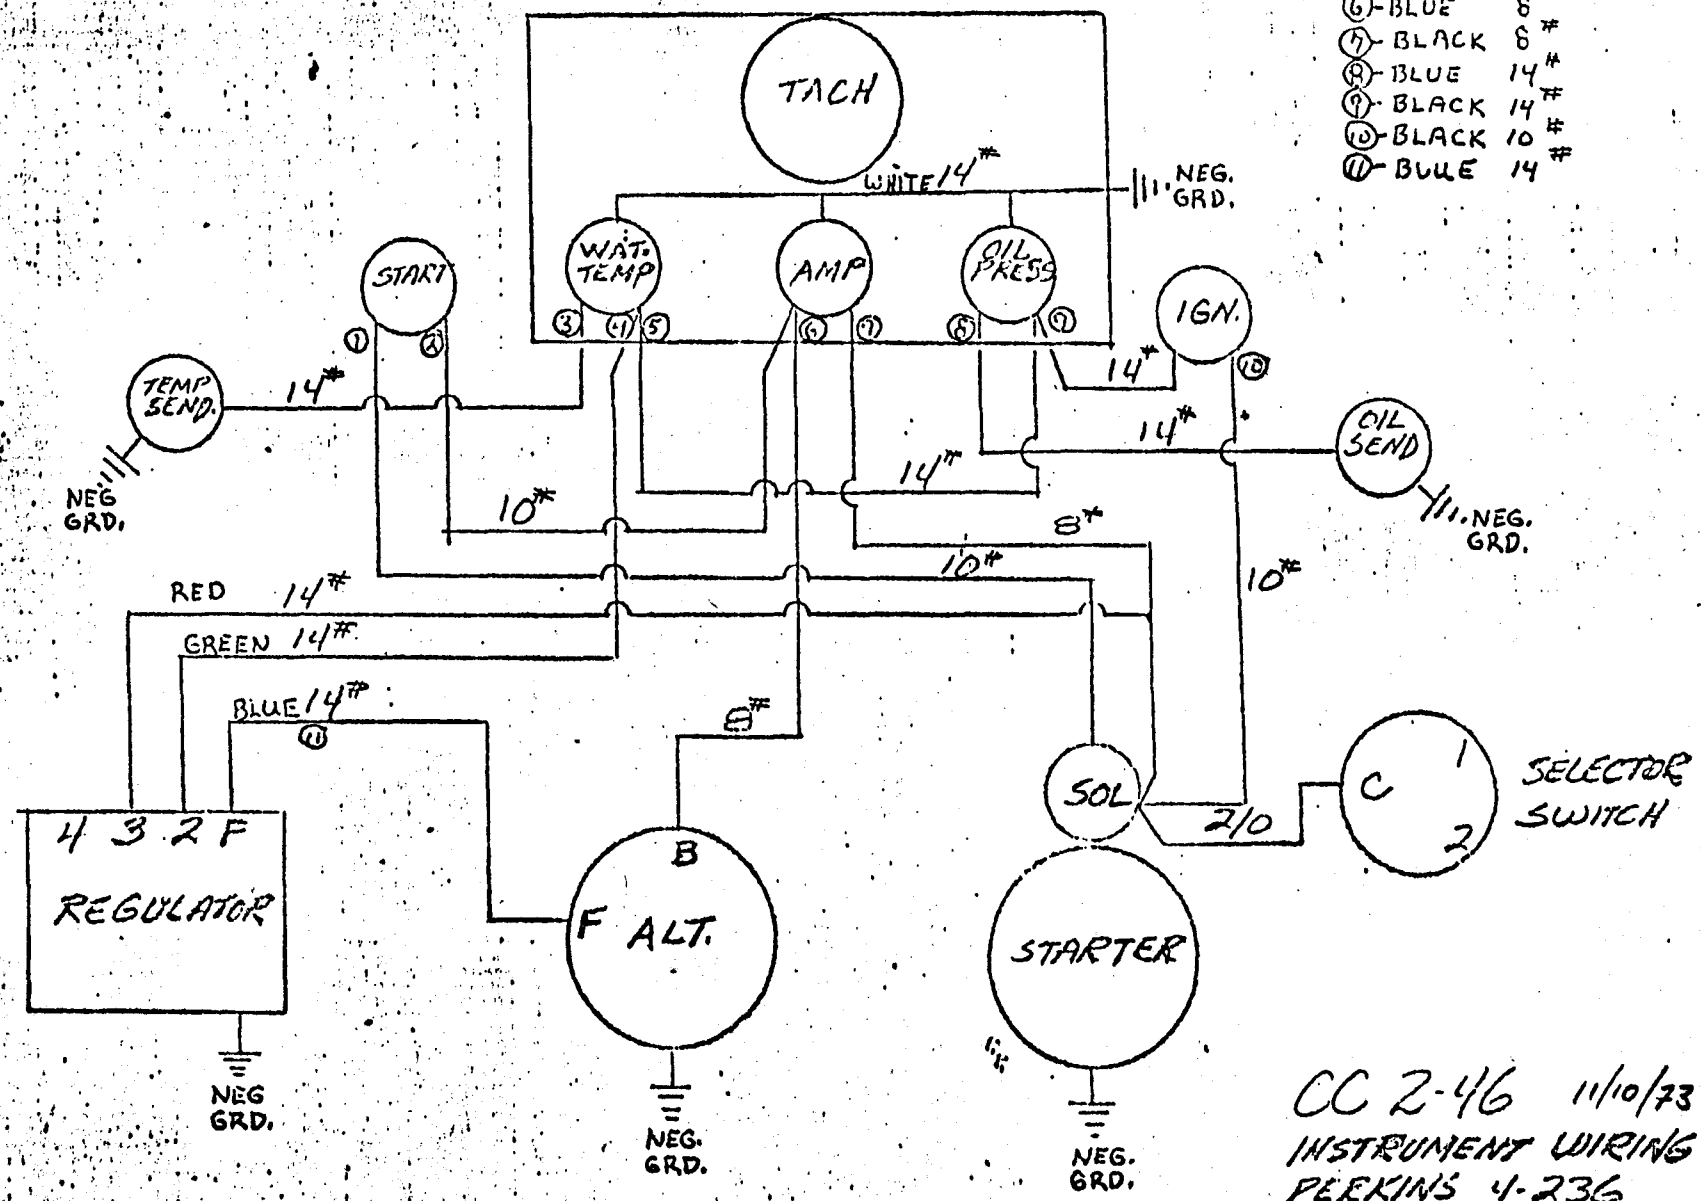 ⑥-BLUE 8
⑦-BLACK 8#
⑧-BLUE 14#
⑨-BLACK 14#
⑩-BLACK 10#
⑪-BLUE 14#
TACH
WHITE 14#
NEG.
GRD.
START
WAT.
TEMP
AMP
OIL
PRESS
IGN.
① ② ③ ④ ⑤ ⑥ ⑦ ⑧ ⑨ ⑩
TEMP
SEND.
14#
14#
OIL
SEND
14#
14#
NEG
GRD.
10#
8#
NEG.
GRD.
10#
10#
RED 14#
GREEN 14#
BLUE 14#
⑪
8#
4 3 2 F
REGULATOR
B
F ALT.
SOL
2/0
C 1
2
SELECTOR
SWITCH
STARTER
NEG
GRD.
NEG.
GRD.
NEG.
GRD.
CC 2-46 11/10/73
INSTRUMENT WIRING
PERKINS 4-236